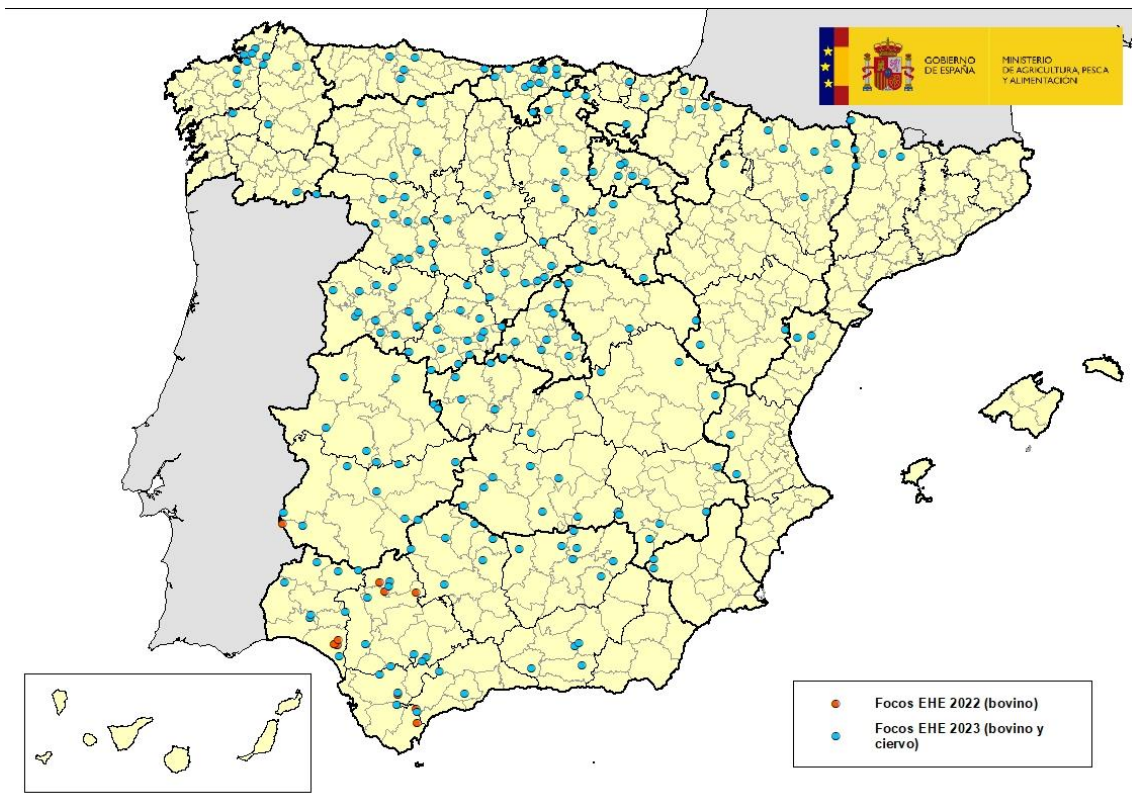 GOBIERNO
DE ESPAÑA
MINISTERIO
DE AGRICULTURA, PESCA
Y ALIMENTACIÓN
Focos EHE 2022 (bovino)
Focos EHE 2023 (bovino y
ciervo)